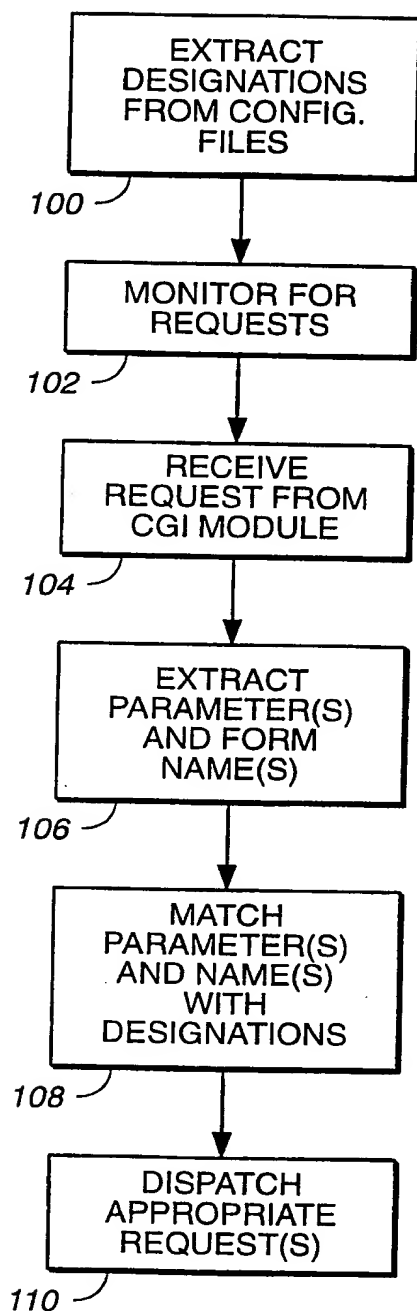 EXTRACT
DESIGNATIONS
FROM CONFIG.
FILES
100
MONITOR FOR
REQUESTS
102
RECEIVE
REQUEST FROM
CGI MODULE
104
EXTRACT
PARAMETER(S)
AND FORM
NAME(S)
106
MATCH
PARAMETER(S)
AND NAME(S)
WITH
DESIGNATIONS
108
DISPATCH
APPROPRIATE
REQUEST(S)
110